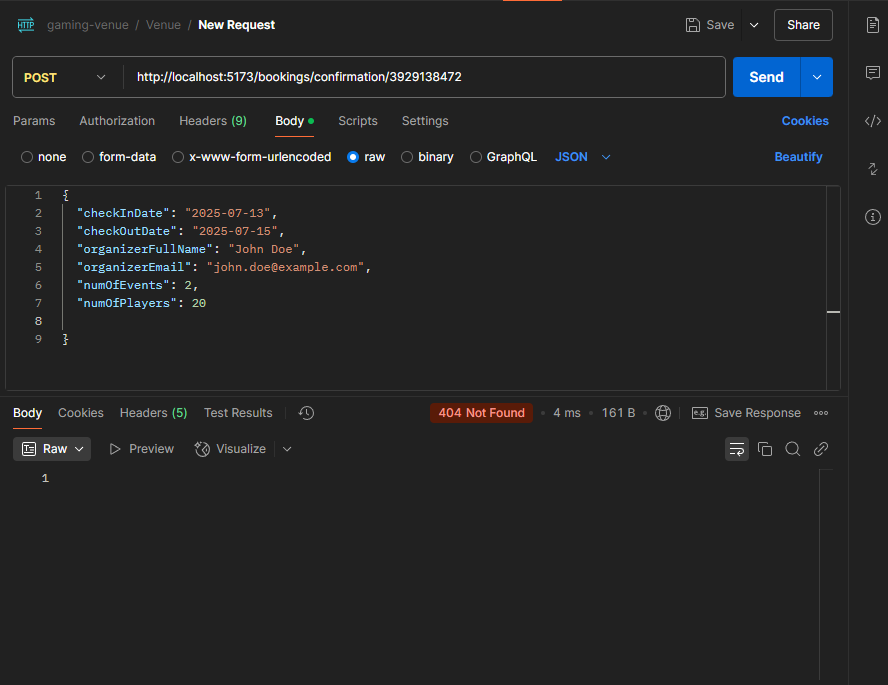 HTTP gaming-venue / Venue / New Request Save Share
POST http://localhost:5173/bookings/confirmation/3929138472 Send
Params Authorization Headers (9) Body Scripts Settings Cookies
none form-data x-www-form-urlencoded raw binary GraphQL JSON Beautify
1 {
2 "checkInDate": "2025-07-13",
3 "checkOutDate": "2025-07-15",
4 "organizerFullName": "John Doe",
5 "organizerEmail": "john.doe@example.com",
6 "numOfEvents": 2,
7 "numOfPlayers": 20
8
9 }
Body Cookies Headers (5) Test Results 404 Not Found • 4 ms • 161 B • e.g. Save Response
Raw Preview Visualize
1